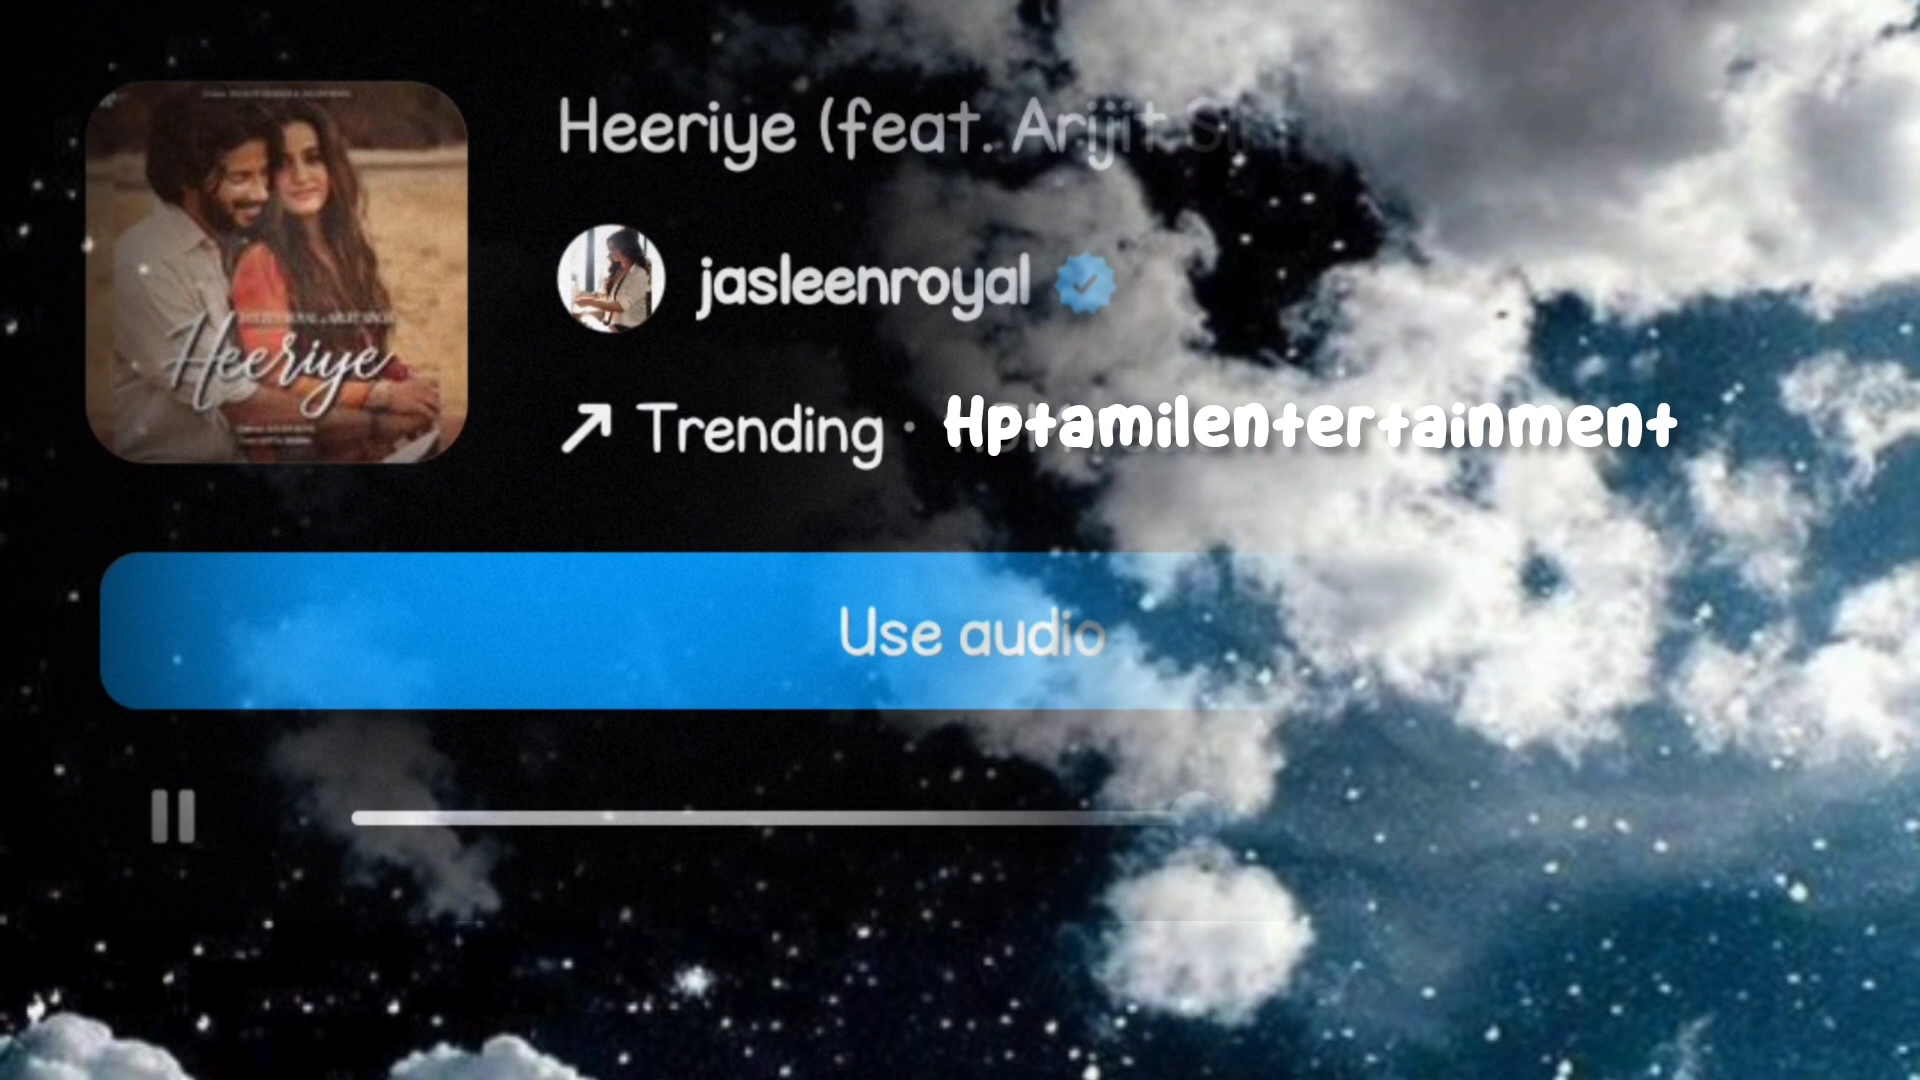 Heeriye (feat. Arijit
jasleenroyal
Trending · Hptamilentertainment
Heeriye
Use audio